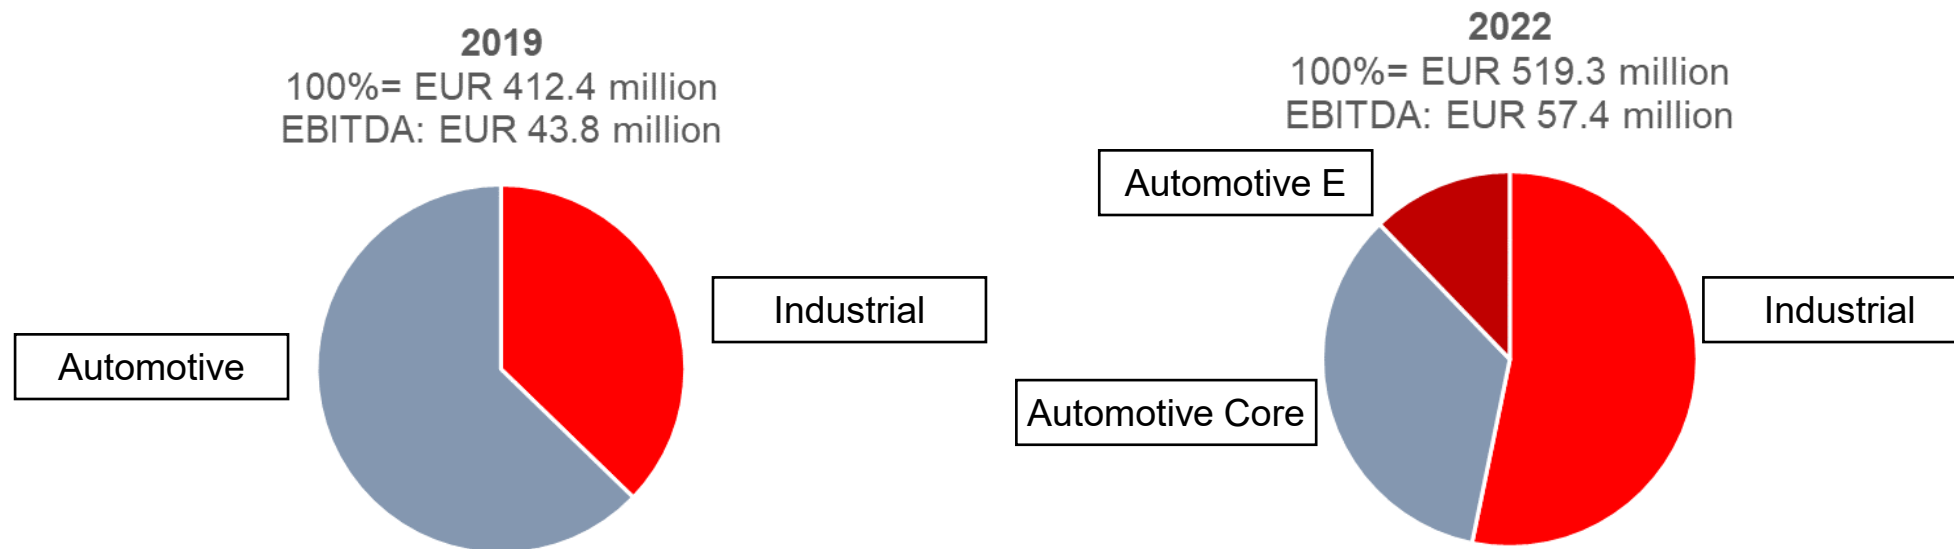 2019
100%= EUR 412.4 million
EBITDA: EUR 43.8 million
Automotive
Industrial
2022
100%= EUR 519.3 million
EBITDA: EUR 57.4 million
Automotive E
Automotive Core
Industrial